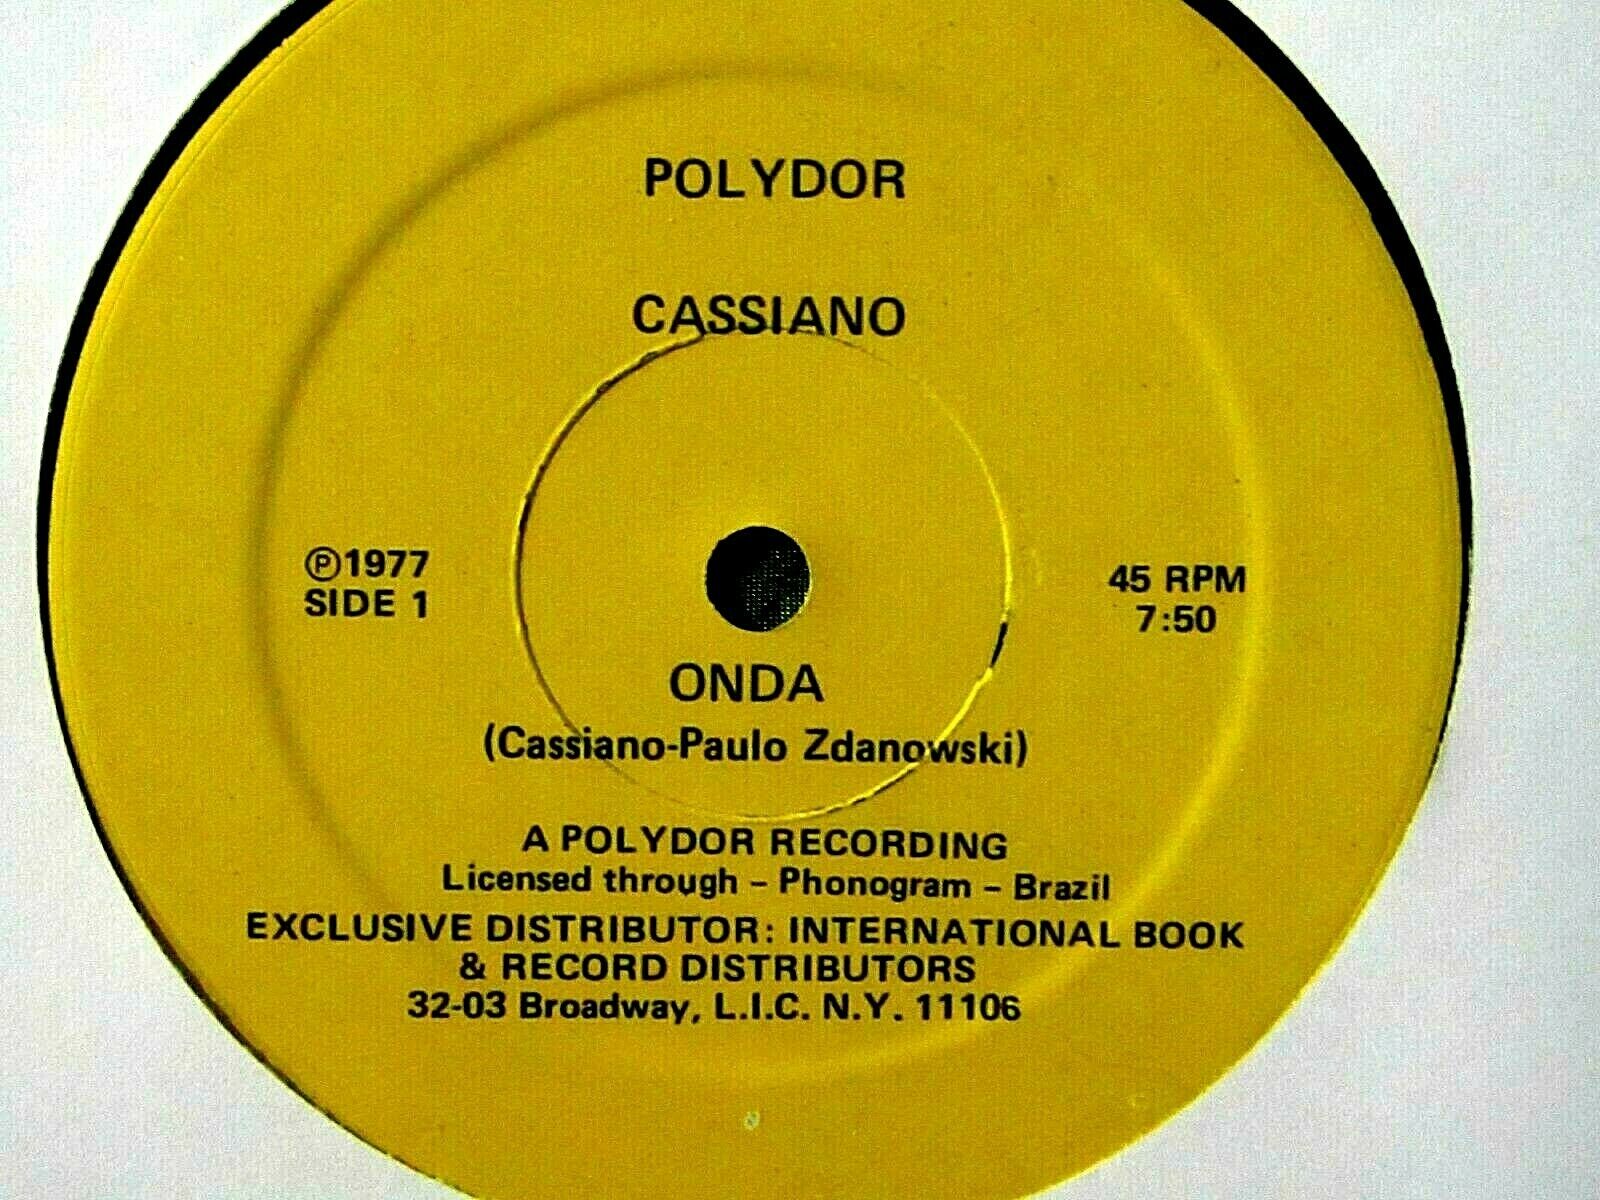 POLYDOR
CASSIANO
℗1977
SIDE 1
45 RPM
7:50
ONDA
(Cassiano-Paulo Zdanowski)
A POLYDOR RECORDING
Licensed through – Phonogram – Brazil
EXCLUSIVE DISTRIBUTOR: INTERNATIONAL BOOK
& RECORD DISTRIBUTORS
32-03 Broadway, L.I.C. N.Y. 11106